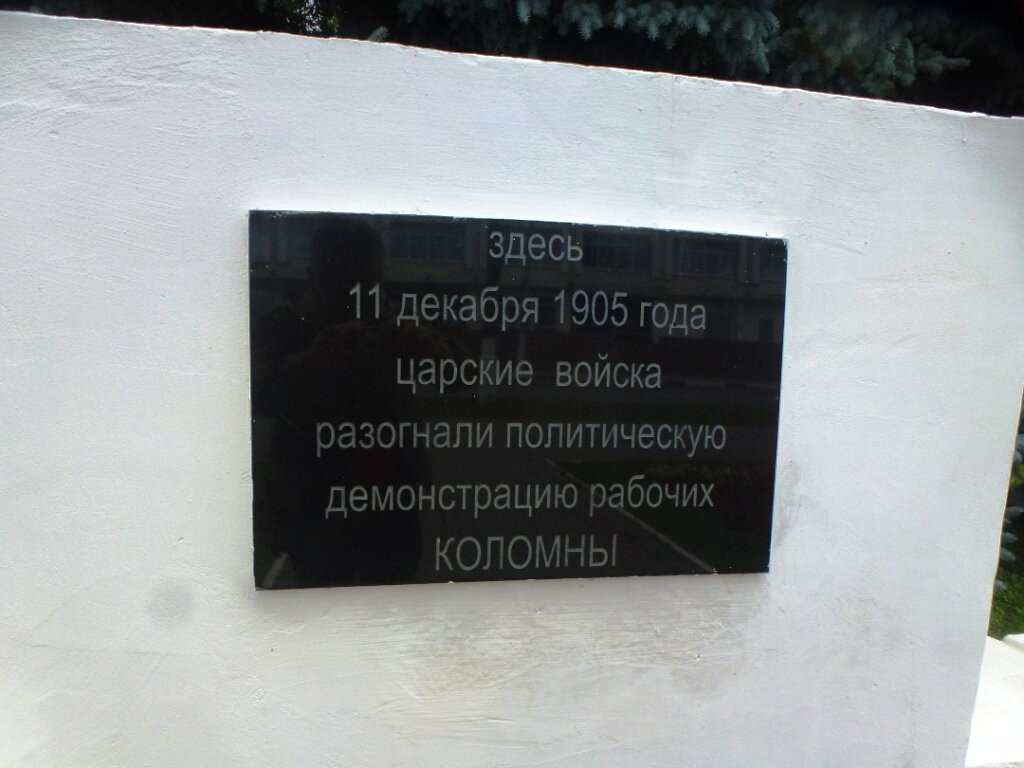 здесь
11 декабря 1905 года
царские войска
разогнали политическую
демонстрацию рабочих
КОЛОМНЫ